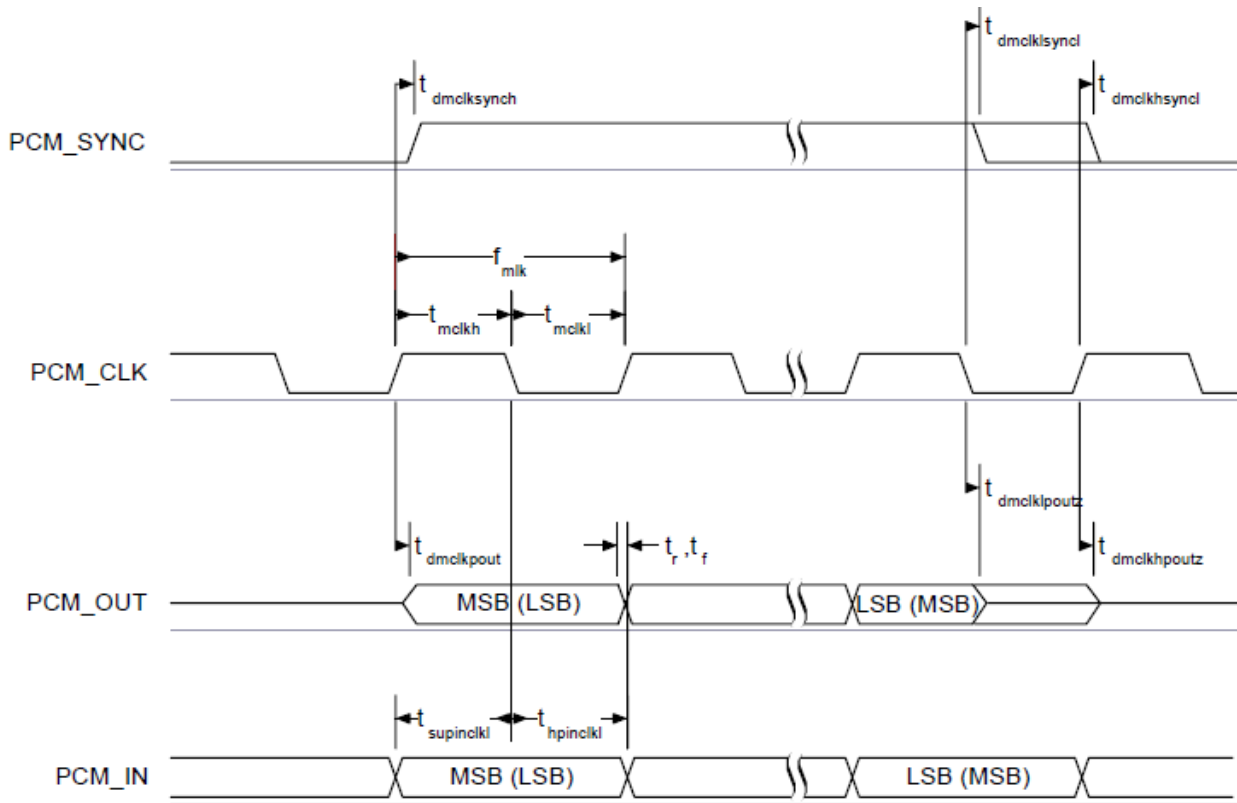 t dmclklsyncl
t dmclksynch
t dmclkhsyncl
PCM_SYNC
f mlk
t mclkh
t mclkl
PCM_CLK
t dmclklpoutz
t dmclkpout
t r ,t f
t dmclkhpoutz
PCM_OUT
MSB (LSB)
LSB (MSB)
t supinclkl
t hpinclkl
PCM_IN
MSB (LSB)
LSB (MSB)